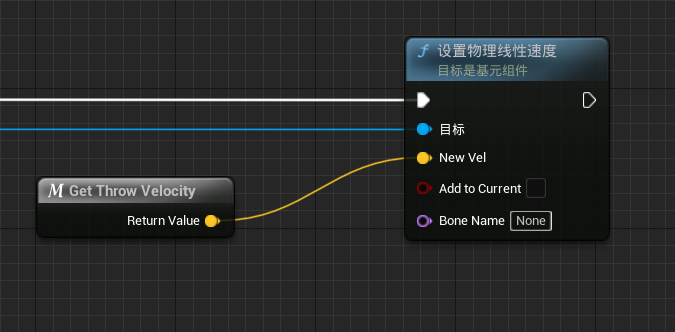 设置物理线性速度
目标是基元组件
目标
New Vel
Add to Current
Bone Name None
Get Throw Velocity
Return Value